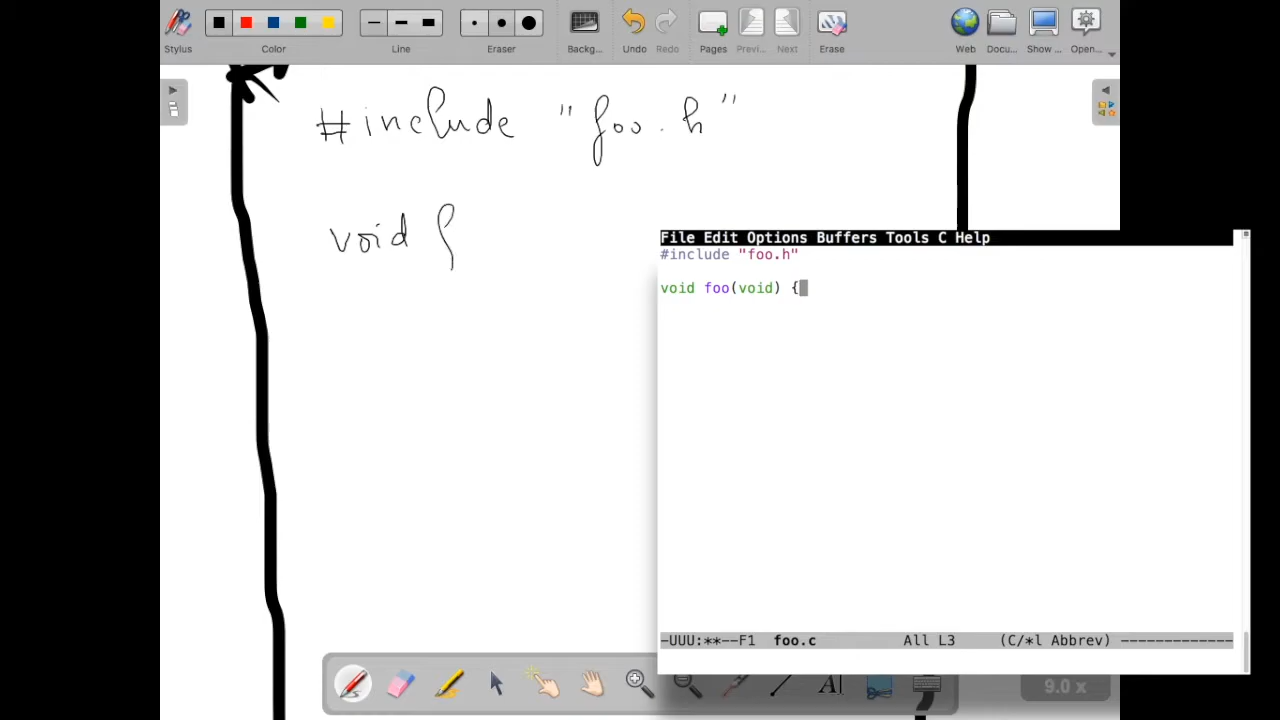 Stylus
Color
Line
Eraser
Backg...
Undo
Redo
Pages
Previ...
Next
Erase
Web
Docu...
Show ...
Open...
#include "foo.h"
void f
File Edit Options Buffers Tools C Help
#include "foo.h"
void foo(void) {
-UUU:**--F1 foo.c All L3 (C/*l Abbrev) -------------
9.0 x